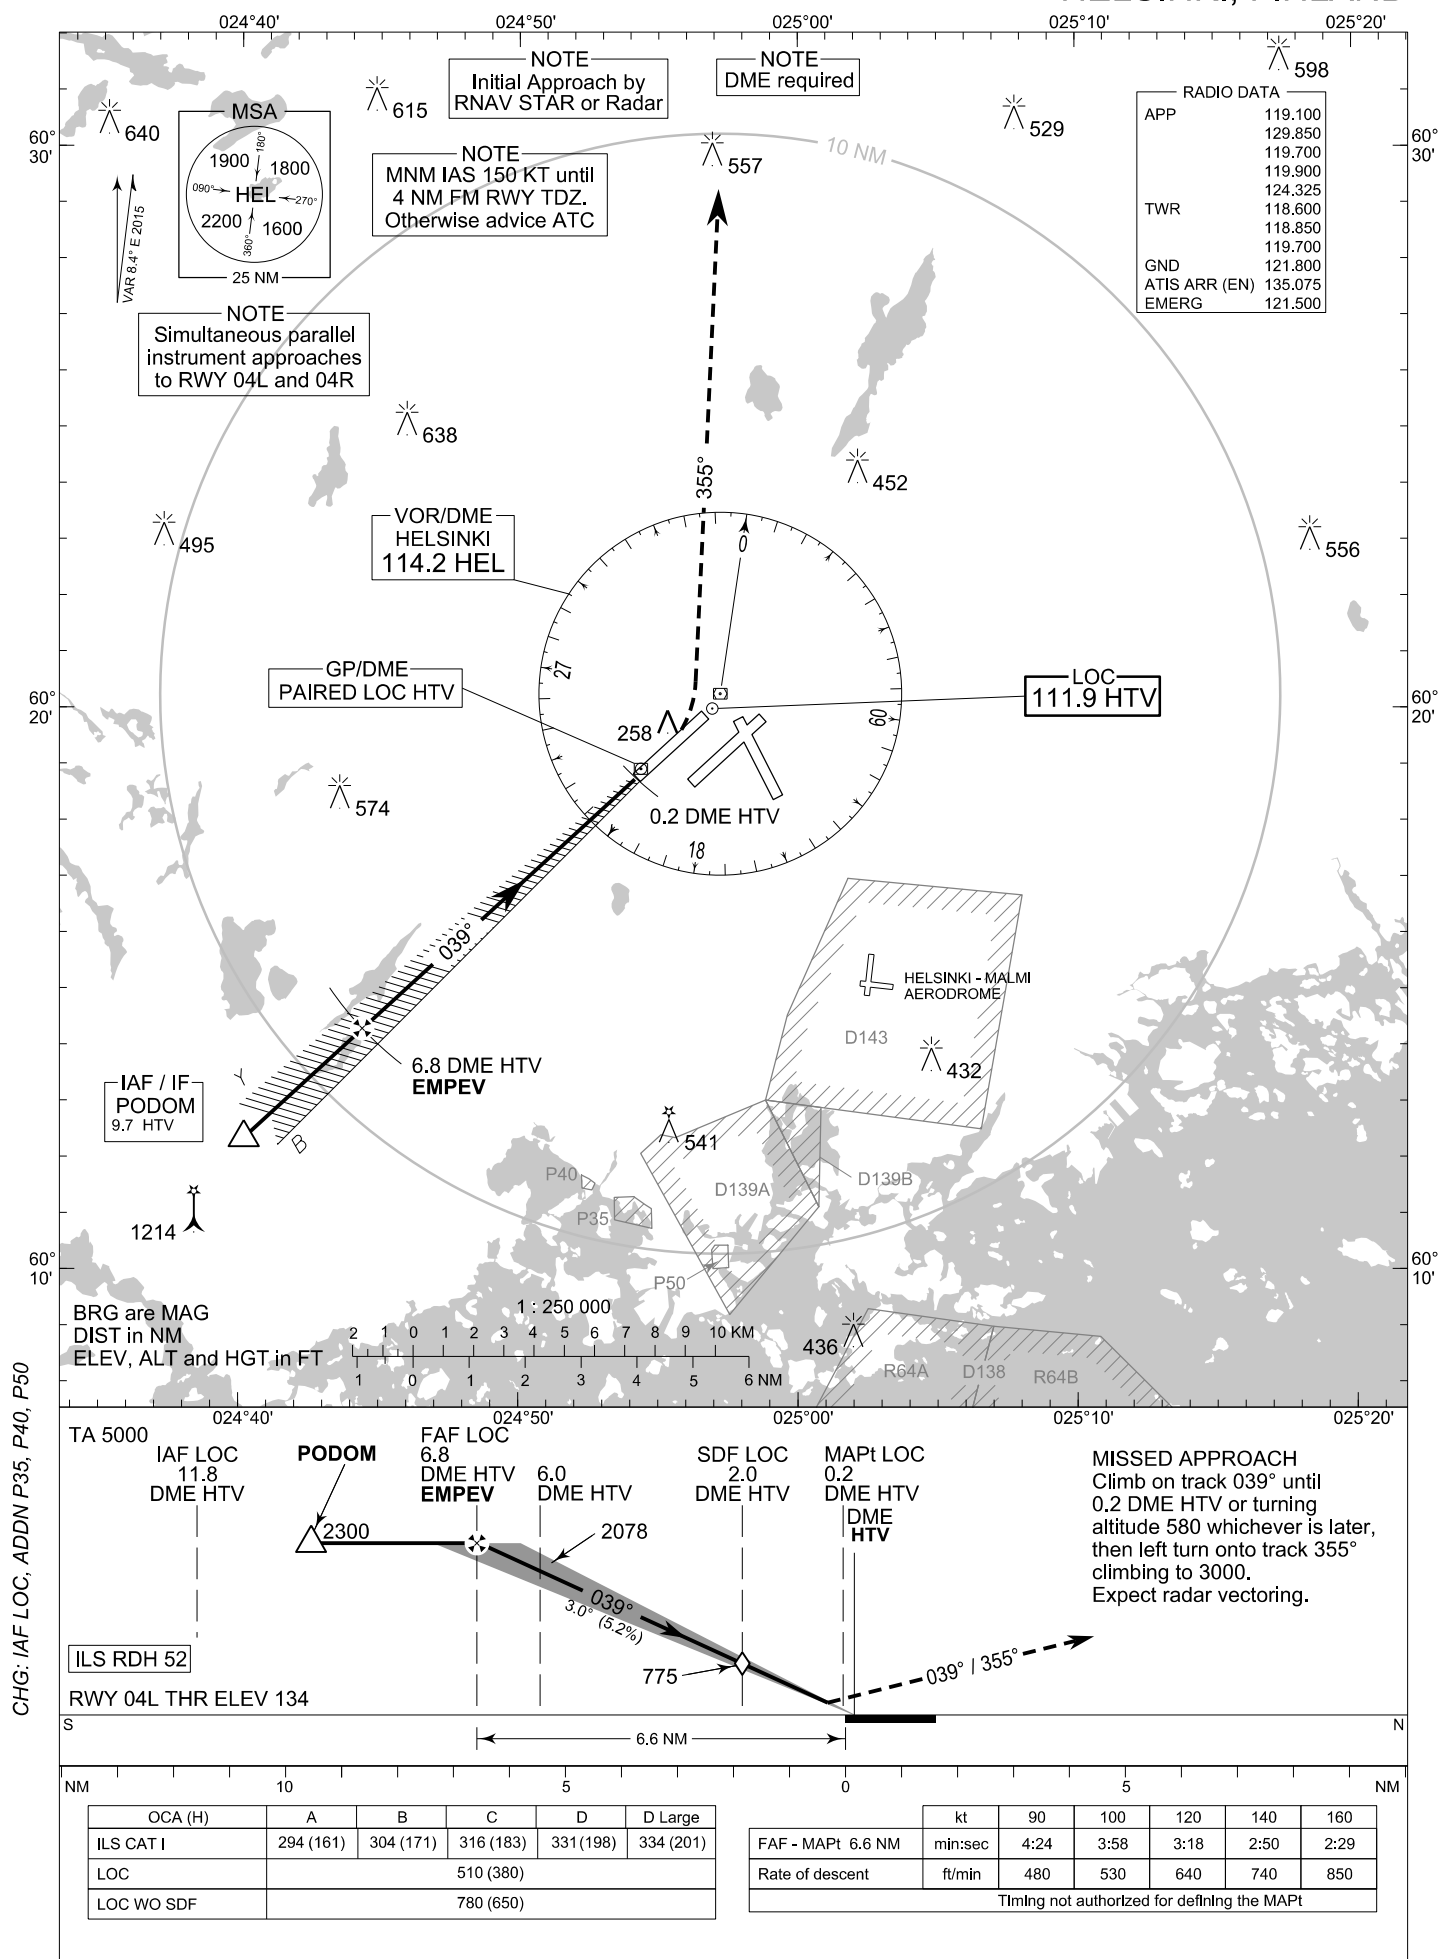 024°40'
024°50'
025°00'
025°10'
025°20'
60°
30'
60°
30'
NOTE
Initial Approach by
RNAV STAR or Radar
NOTE
DME required
598
RADIO DATA
APP 119.100
129.850
119.700
119.900
124.325
TWR 118.600
118.850
119.700
GND 121.800
ATIS ARR (EN) 135.075
EMERG 121.500
640
615
529
557
10 NM
MSA
1900
1800
180°
090°
HEL
270°
2200
1600
360°
25 NM
VAR 8.4° E 2015
NOTE
MNM IAS 150 KT until
4 NM FM RWY TDZ.
Otherwise advice ATC
NOTE
Simultaneous parallel
instrument approaches
to RWY 04L and 04R
638
452
355°
495
556
VOR/DME
HELSINKI
114.2 HEL
0
27
09
18
GP/DME
PAIRED LOC HTV
LOC
111.9 HTV
60°
20'
60°
20'
258
574
0.2 DME HTV
039°
HELSINKI - MALMI
AERODROME
D143
432
6.8 DME HTV
EMPEV
IAF / IF
PODOM
9.7 HTV
Y
B
541
P40
P35
D139A
D139B
P50
1214
60°
10'
60°
10'
BRG are MAG
DIST in NM
ELEV, ALT and HGT in FT
1 : 250 000
2 1 0 1 2 3 4 5 6 7 8 9 10 KM
1 0 1 2 3 4 5 6 NM
436
R64A
D138
R64B
024°40'
024°50'
025°00'
025°10'
025°20'
CHG: IAF LOC, ADDN P35, P40, P50
TA 5000
IAF LOC
11.8
DME HTV
PODOM
FAF LOC
6.8
DME HTV
EMPEV
6.0
DME HTV
SDF LOC
2.0
DME HTV
MAPt LOC
0.2
DME HTV
DME
HTV
MISSED APPROACH
Climb on track 039° until
0.2 DME HTV or turning
altitude 580 whichever is later,
then left turn onto track 355°
climbing to 3000.
Expect radar vectoring.
2300
2078
039°
3.0° (5.2%)
775
039° / 355°
ILS RDH 52
RWY 04L THR ELEV 134
S
N
6.6 NM
NM 10 5 0 5 NM
OCA (H) A B C D D Large
ILS CAT I 294 (161) 304 (171) 316 (183) 331 (198) 334 (201)
LOC 510 (380)
LOC WO SDF 780 (650)
kt 90 100 120 140 160
FAF - MAPt 6.6 NM min:sec 4:24 3:58 3:18 2:50 2:29
Rate of descent ft/min 480 530 640 740 850
Timing not authorized for defining the MAPt